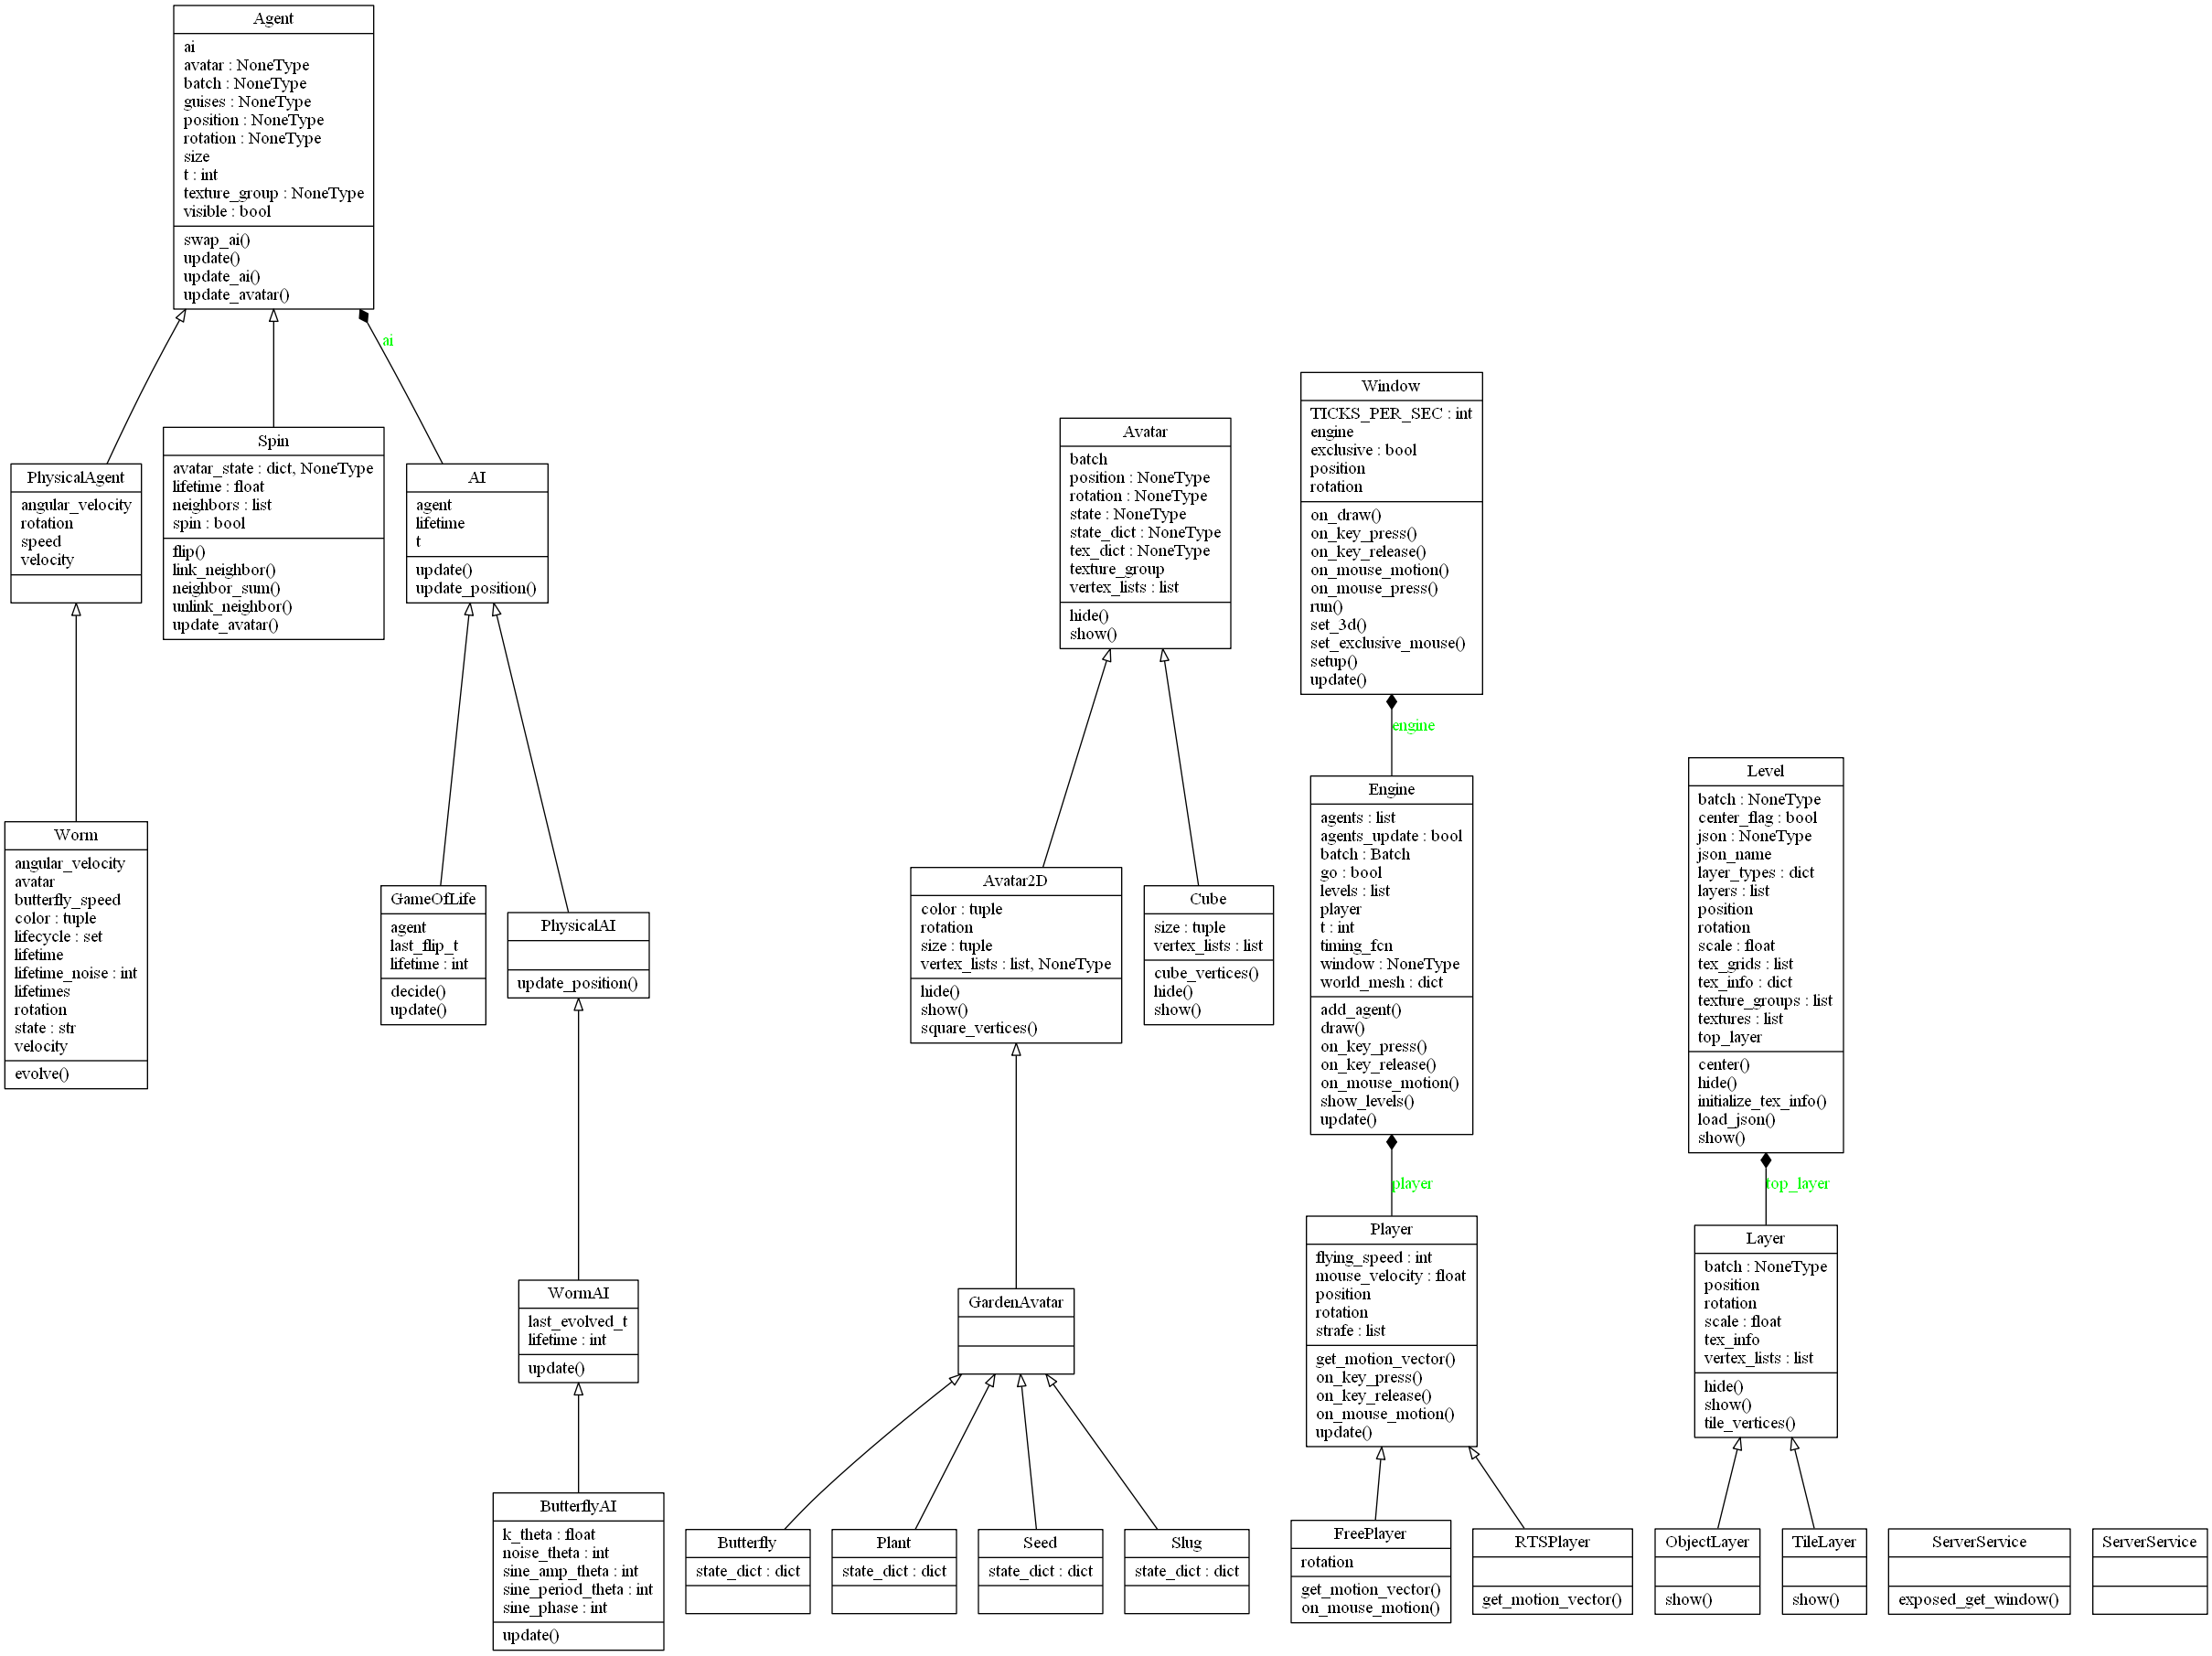 Agent
ai
avatar : NoneType
batch : NoneType
guises : NoneType
position : NoneType
rotation : NoneType
size
t : int
texture_group : NoneType
visible : bool
swap_ai()
update()
update_ai()
update_avatar()
ai
PhysicalAgent
angular_velocity
rotation
speed
velocity
Spin
avatar_state : dict, NoneType
lifetime : float
neighbors : list
spin : bool
flip()
link_neighbor()
neighbor_sum()
unlink_neighbor()
update_avatar()
AI
agent
lifetime
t
update()
update_position()
Avatar
batch
position : NoneType
rotation : NoneType
state : NoneType
state_dict : NoneType
tex_dict : NoneType
texture_group
vertex_lists : list
hide()
show()
Window
TICKS_PER_SEC : int
engine
exclusive : bool
position
rotation
on_draw()
on_key_press()
on_key_release()
on_mouse_motion()
on_mouse_press()
run()
set_3d()
set_exclusive_mouse()
setup()
update()
engine
Worm
angular_velocity
avatar
butterfly_speed
color : tuple
lifecycle : set
lifetime
lifetime_noise : int
lifetimes
rotation
state : str
velocity
evolve()
GameOfLife
agent
last_flip_t
lifetime : int
decide()
update()
PhysicalAI
update_position()
Avatar2D
color : tuple
rotation
size : tuple
vertex_lists : list, NoneType
hide()
show()
square_vertices()
Cube
size : tuple
vertex_lists : list
cube_vertices()
hide()
show()
Engine
agents : list
agents_update : bool
batch : Batch
go : bool
levels : list
player
t : int
timing_fcn
window : NoneType
world_mesh : dict
add_agent()
draw()
on_key_press()
on_key_release()
on_mouse_motion()
show_levels()
update()
player
Level
batch : NoneType
center_flag : bool
json : NoneType
json_name
layer_types : dict
layers : list
position
rotation
scale : float
tex_grids : list
tex_info : dict
texture_groups : list
textures : list
top_layer
center()
hide()
initialize_tex_info()
load_json()
show()
top_layer
WormAI
last_evolved_t
lifetime : int
update()
GardenAvatar
Player
flying_speed : int
mouse_velocity : float
position
rotation
strafe : list
get_motion_vector()
on_key_press()
on_key_release()
on_mouse_motion()
update()
Layer
batch : NoneType
position
rotation
scale : float
tex_info
vertex_lists : list
hide()
show()
tile_vertices()
ButterflyAI
k_theta : float
noise_theta : int
sine_amp_theta : int
sine_period_theta : int
sine_phase : int
update()
Butterfly
state_dict : dict
Plant
state_dict : dict
Seed
state_dict : dict
Slug
state_dict : dict
FreePlayer
rotation
get_motion_vector()
on_mouse_motion()
RTSPlayer
get_motion_vector()
ObjectLayer
show()
TileLayer
show()
ServerService
exposed_get_window()
ServerService